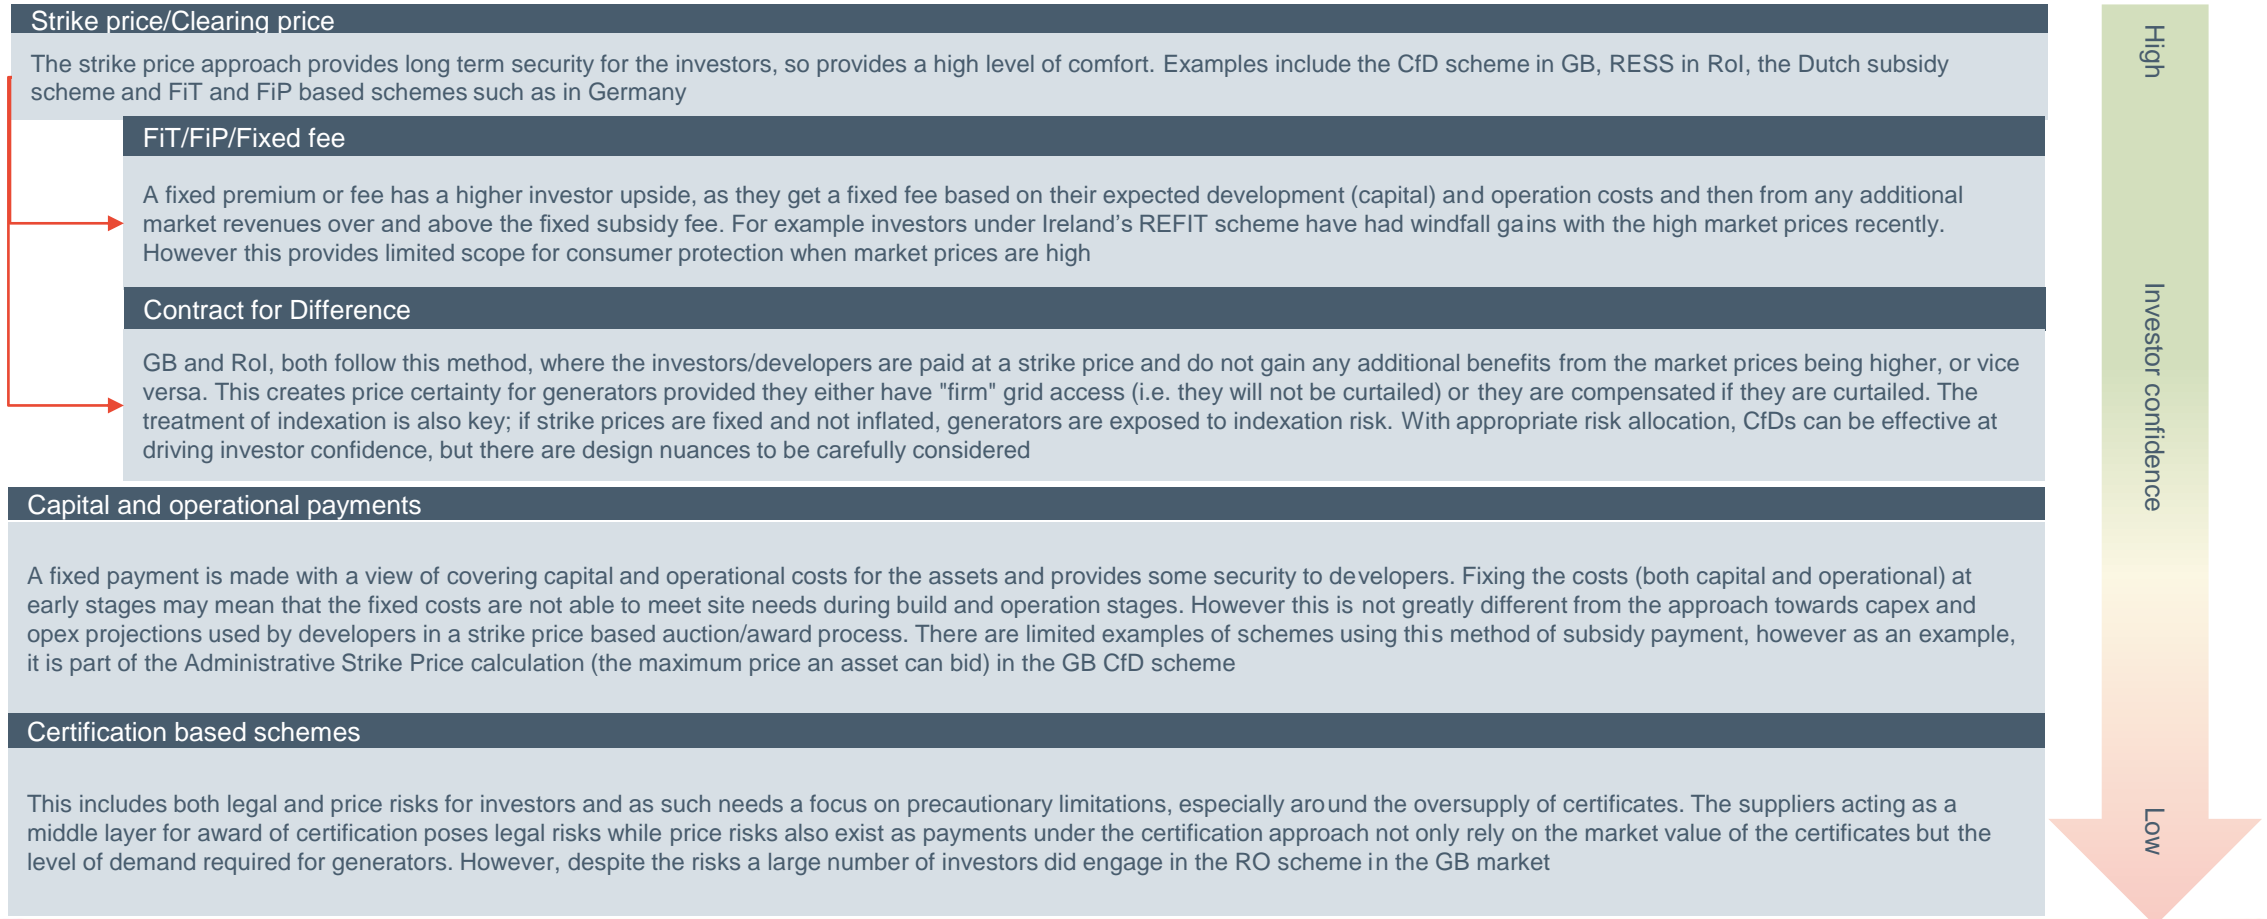 Strike price/Clearing price
The strike price approach provides long term security for the investors, so provides a high level of comfort. Examples include the CfD scheme in GB, RESS in RoI, the Dutch subsidy
scheme and FiT and FiP based schemes such as in Germany
FiT/FiP/Fixed fee
A fixed premium or fee has a higher investor upside, as they get a fixed fee based on their expected development (capital) and operation costs and then from any additional
market revenues over and above the fixed subsidy fee. For example investors under Ireland's REFIT scheme have had windfall gains with the high market prices recently.
However this provides limited scope for consumer protection when market prices are high
Contract for Difference
GB and RoI, both follow this method, where the investors/developers are paid at a strike price and do not gain any additional benefits from the market prices being higher, or vice
versa. This creates price certainty for generators provided they either have "firm" grid access (i.e. they will not be curtailed) or they are compensated if they are curtailed. The
treatment of indexation is also key; if strike prices are fixed and not inflated, generators are exposed to indexation risk. With appropriate risk allocation, CfDs can be effective at
driving investor confidence, but there are design nuances to be carefully considered
Capital and operational payments
A fixed payment is made with a view of covering capital and operational costs for the assets and provides some security to developers. Fixing the costs (both capital and operational) at
early stages may mean that the fixed costs are not able to meet site needs during build and operation stages. However this is not greatly different from the approach towards capex and
opex projections used by developers in a strike price based auction/award process. There are limited examples of schemes using this method of subsidy payment, however as an example,
it is part of the Administrative Strike Price calculation (the maximum price an asset can bid) in the GB CfD scheme
Certification based schemes
This includes both legal and price risks for investors and as such needs a focus on precautionary limitations, especially around the oversupply of certificates. The suppliers acting as a
middle layer for award of certification poses legal risks while price risks also exist as payments under the certification approach not only rely on the market value of the certificates but the
level of demand required for generators. However, despite the risks a large number of investors did engage in the RO scheme in the GB market
High
Investor confidence
Low